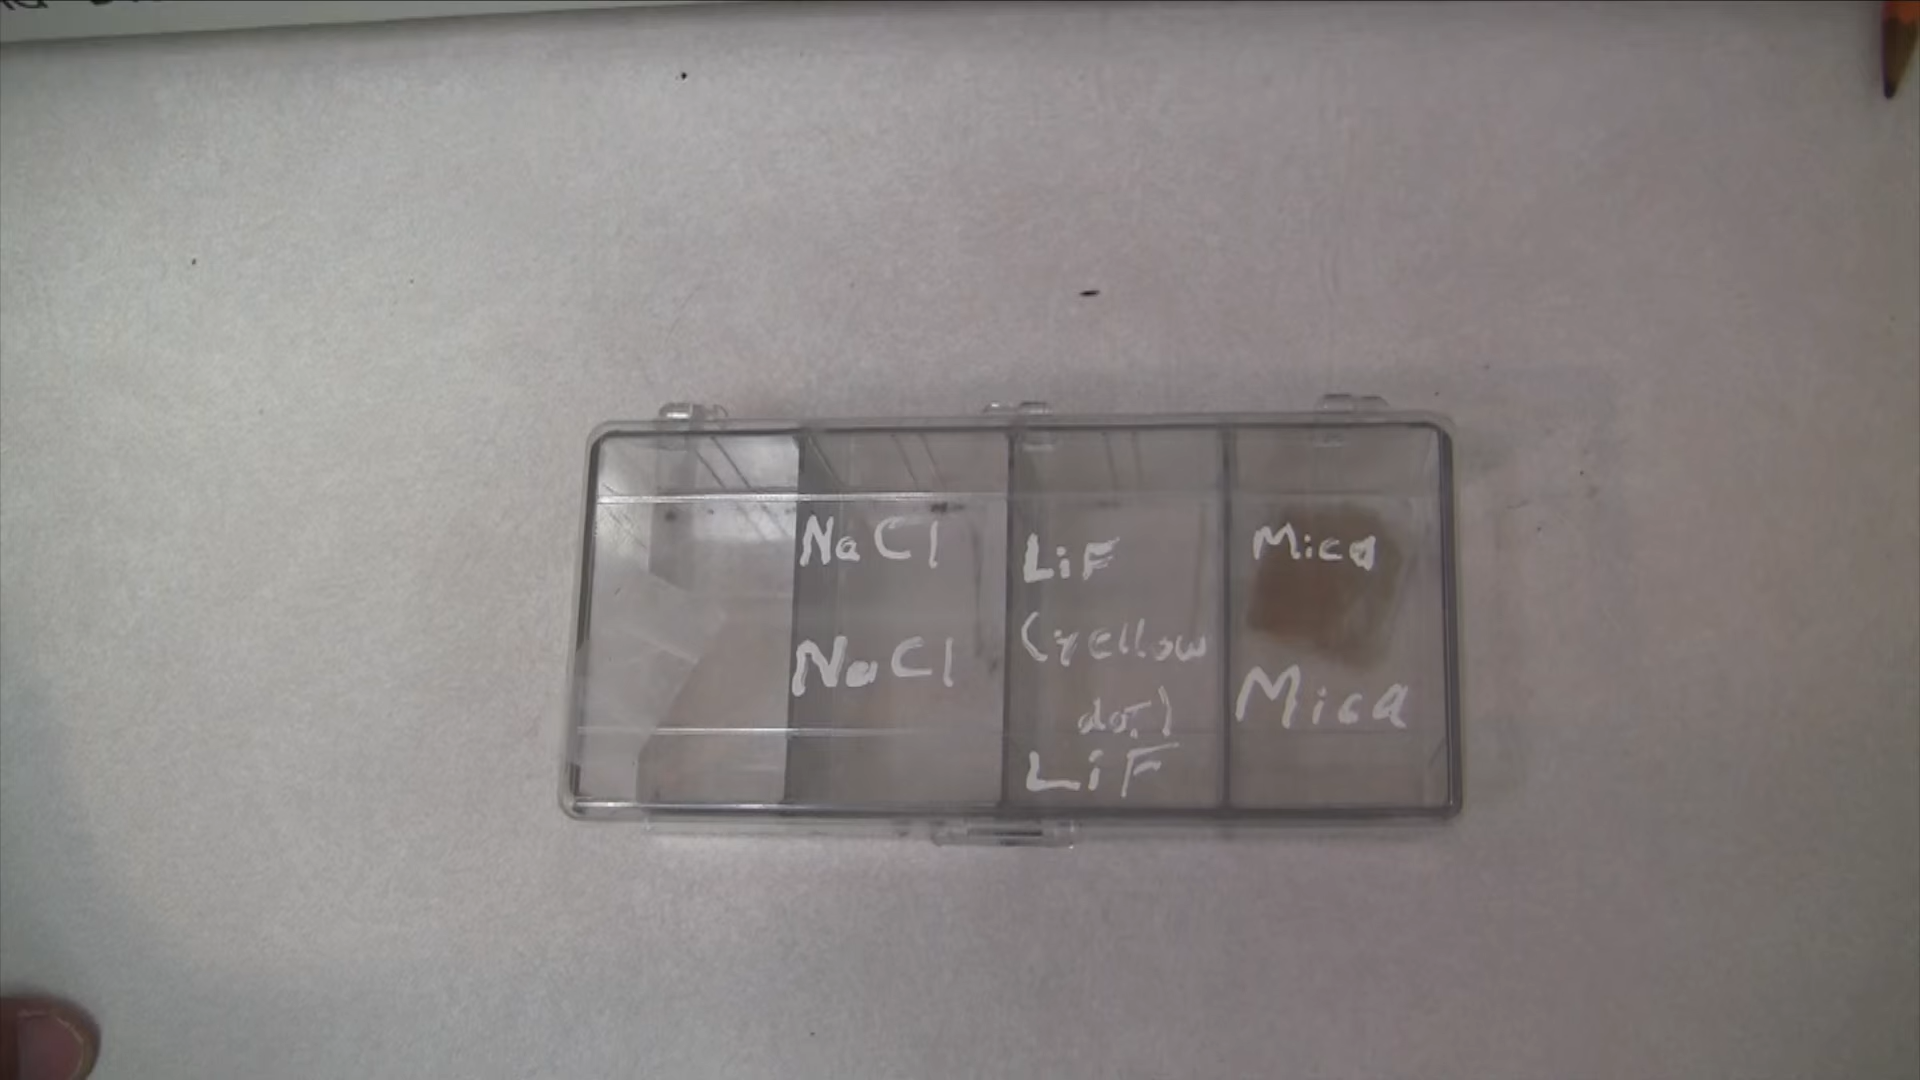 NaCl
NaCl
LiF
(yellow
dot)
LiF
Mica
Mica